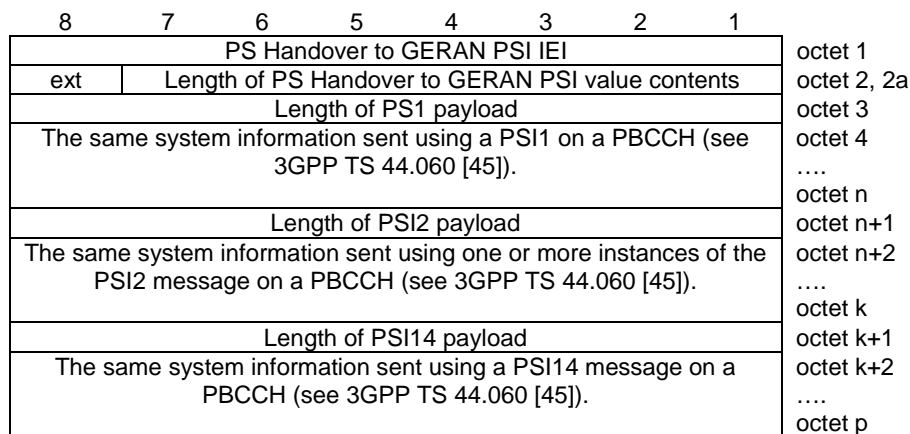 8 7 6 5 4 3 2 1
PS Handover to GERAN PSI IEI octet 1
ext Length of PS Handover to GERAN PSI value contents octet 2, 2a
Length of PS1 payload octet 3
The same system information sent using a PSI1 on a PBCCH (see octet 4
3GPP TS 44.060 [45]). ….
octet n
Length of PSI2 payload octet n+1
The same system information sent using one or more instances of the octet n+2
PSI2 message on a PBCCH (see 3GPP TS 44.060 [45]). ….
octet k
Length of PSI14 payload octet k+1
The same system information sent using a PSI14 message on a octet k+2
PBCCH (see 3GPP TS 44.060 [45]). ….
octet p